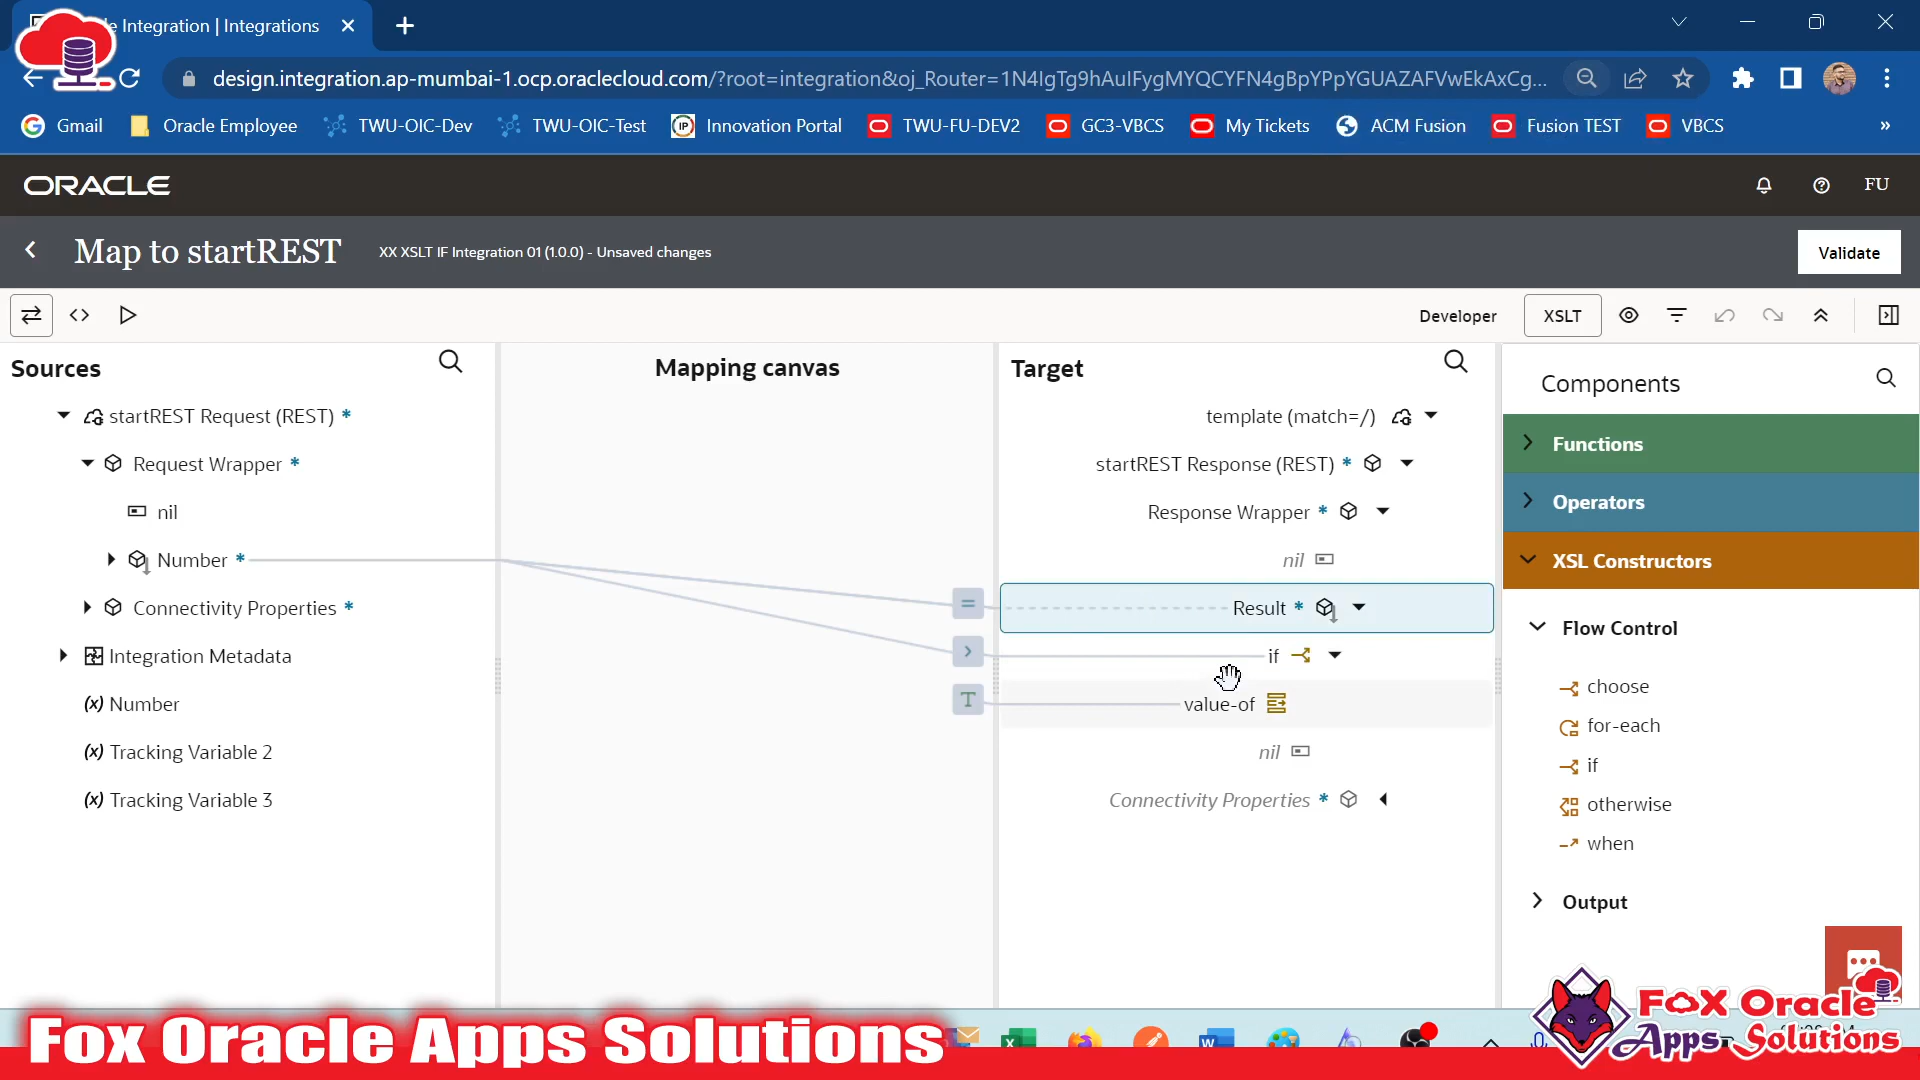 Integration | Integrations
design.integration.ap-mumbai-1.ocp.oraclecloud.com/?root=integration&oj_Router=1N4IgTg9hAuIFygMYQCYFN4gBpYPpYGUAZAFVwEkAxCg...
Gmail
Oracle Employee
TWU-OIC-Dev
TWU-OIC-Test
Innovation Portal
TWU-FU-DEV2
GC3-VBCS
My Tickets
ACM Fusion
Fusion TEST
VBCS
»
ORACLE
FU
Map to startREST
XX XSLT IF Integration 01 (1.0.0) - Unsaved changes
Validate
Developer
XSLT
Sources
Mapping canvas
Target
Components
startREST Request (REST) *
Request Wrapper *
nil
Number *
Connectivity Properties *
Integration Metadata
(x) Number
(x) Tracking Variable 2
(x) Tracking Variable 3
=
>
T
template (match=/)
startREST Response (REST) *
Response Wrapper *
nil
Result *
if
value-of
nil
Connectivity Properties *
Functions
Operators
XSL Constructors
Flow Control
choose
for-each
if
otherwise
when
Output
Fox Oracle Apps Solutions
Fox Oracle
Apps Solutions